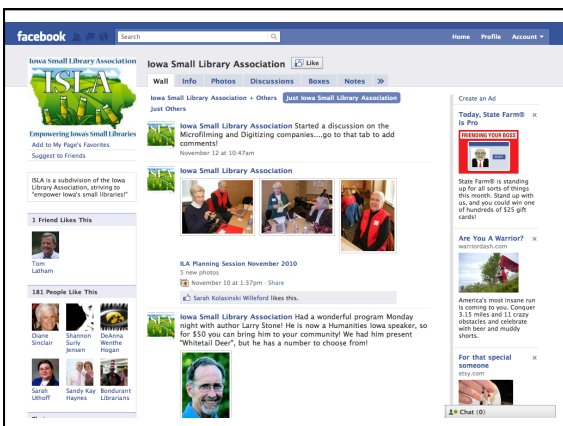 facebook
Search
Home Profile Account
Iowa Small Library Association
ISLA
Empowering Iowas Small Libraries
Add to My Page's Favorites
Suggest to Friends
ISLA is a subdivision of the Iowa
Library Association, striving to
"empower Iowa's small libraries!"
1 Friend Likes This
Tom
Latham
181 People Like This
Diane
Sinclair
Shannon
Surly
Jensen
DeAnna
Wenthe
Hogan
Sarah
Uthoff
Sandy Kay
Haynes
Bondurant
Librarians
Iowa Small Library Association Like
Wall Info Photos Discussions Boxes Notes »
Iowa Small Library Association + Others Just Iowa Small Library Association
Just Others
Iowa Small Library Association Started a discussion on the
Microfilming and Digitizing companies....go to that tab to add
comments!
November 12 at 10:47am
Iowa Small Library Association
ILA Planning Session November 2010
5 new photos
November 10 at 1:37pm · Share
Sarah Kolasinski Willeford likes this.
Iowa Small Library Association Had a wonderful program Monday
night with author Larry Stone! He is now a Humanities Iowa speaker, so
for $50 you can bring him to your community! We had him present
"Whitetail Deer", but he has a number to choose from!
Create an Ad
Today, State Farm® x
is Pro
FRIENDING YOUR BOSS
State Farm® is standing
up for all sorts of things
this month. Stand up with
us, and you could win one
of hundreds of $25 gift
cards!
Are You A Warrior? x
warriordash.com
America's most insane run
is coming to you. Conquer
3.15 miles and 11 crazy
obstacles and celebrate
with beer and muddy
shorts.
For that special x
someone
etsy.com
Chat (0)